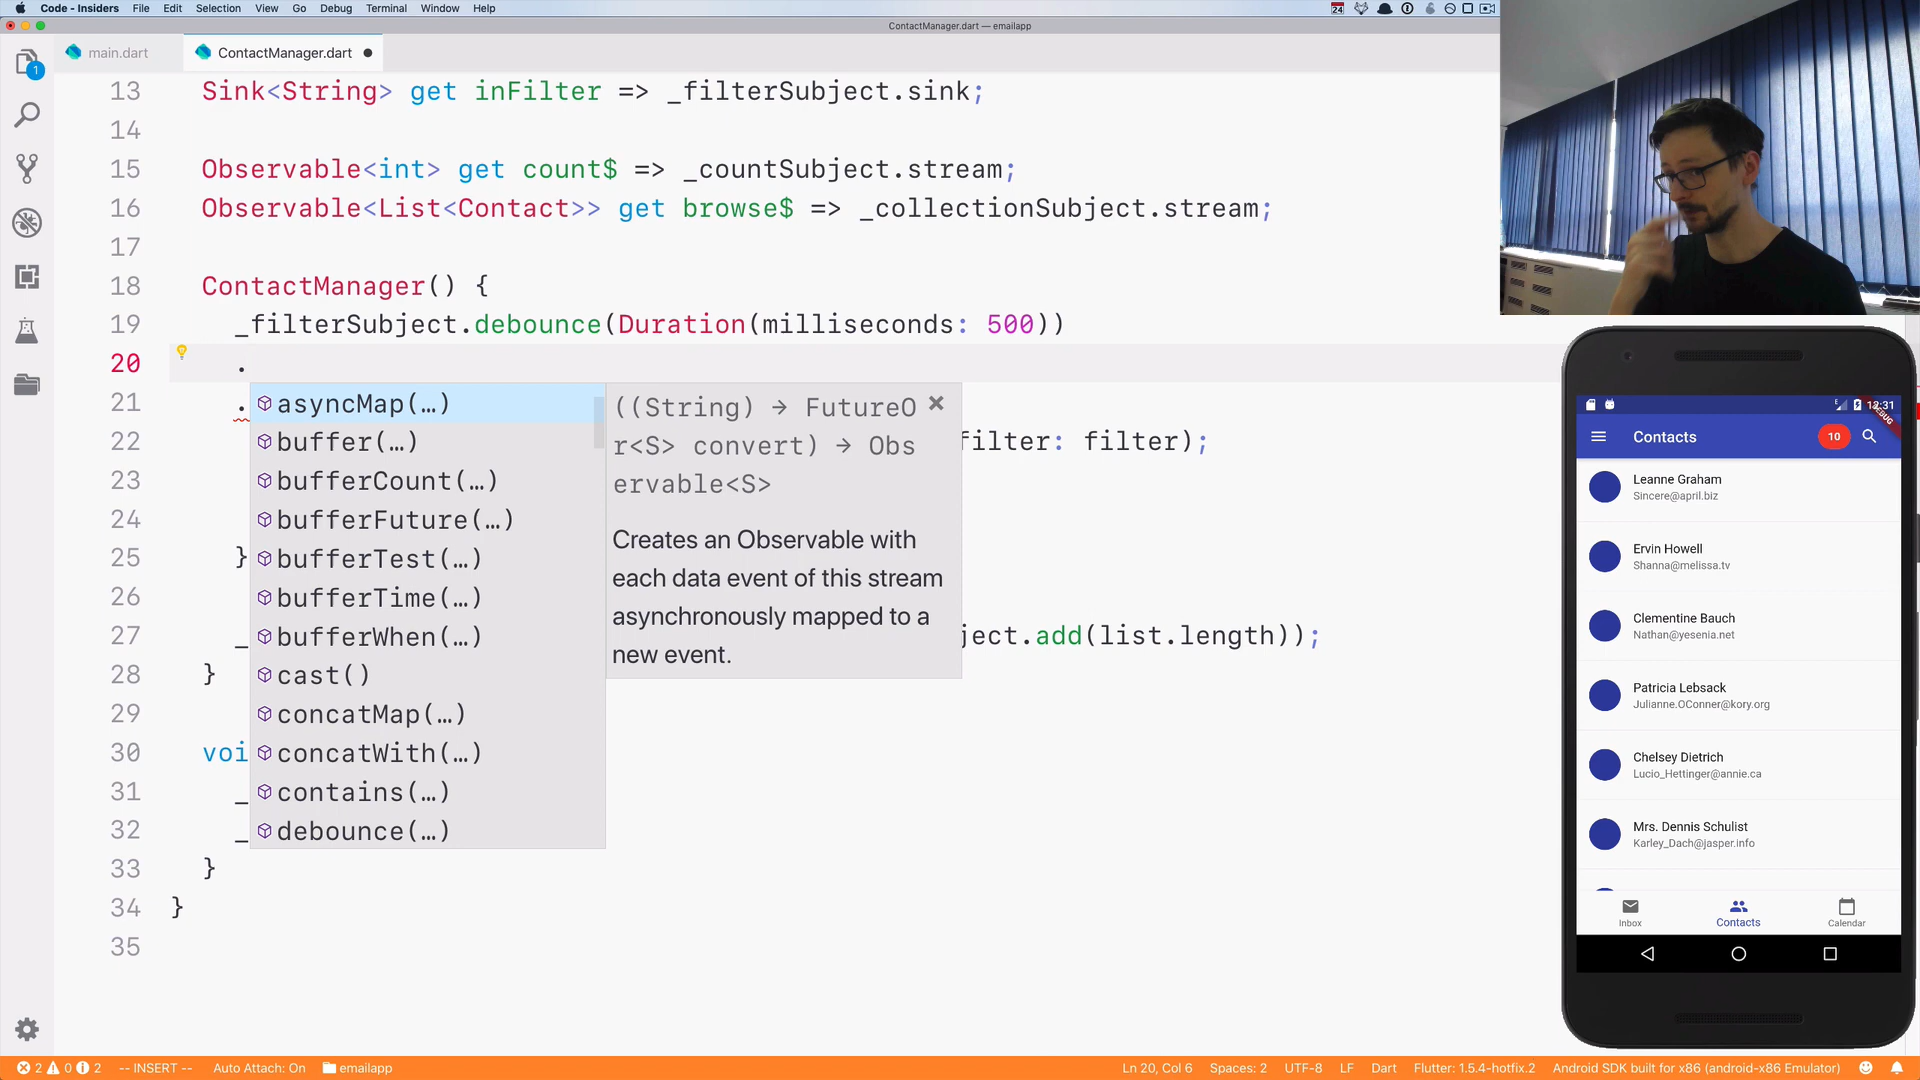 Code - Insiders File Edit Selection View Go Debug Terminal Window Help
24
ContactManager.dart — emailapp
main.dart
ContactManager.dart
1
13 Sink<String> get inFilter => _filterSubject.sink;
14
15 Observable<int> get count$ => _countSubject.stream;
16 Observable<List<Contact>> get browse$ => _collectionSubject.stream;
17
18 ContactManager() {
19 _filterSubject.debounce(Duration(milliseconds: 500))
20 .
21 .
22 filter: filter);
23
24
25 }
26
27 _ ject.add(list.length));
28 }
29
30 voi
31 _
32 _
33 }
34 }
35
asyncMap(…)
buffer(…)
bufferCount(…)
bufferFuture(…)
bufferTest(…)
bufferTime(…)
bufferWhen(…)
cast()
concatMap(…)
concatWith(…)
contains(…)
debounce(…)
((String) → FutureO
r<S> convert) → Obs
ervable<S>
Creates an Observable with
each data event of this stream
asynchronously mapped to a
new event.
12:31
DEBUG
Contacts
10
Leanne Graham
Sincere@april.biz
Ervin Howell
Shanna@melissa.tv
Clementine Bauch
Nathan@yesenia.net
Patricia Lebsack
Julianne.OConner@kory.org
Chelsey Dietrich
Lucio_Hettinger@annie.ca
Mrs. Dennis Schulist
Karley_Dach@jasper.info
Inbox Contacts Calendar
2 0 2 -- INSERT -- Auto Attach: On emailapp Ln 20, Col 6 Spaces: 2 UTF-8 LF Dart Flutter: 1.5.4-hotfix.2 Android SDK built for x86 (android-x86 Emulator)